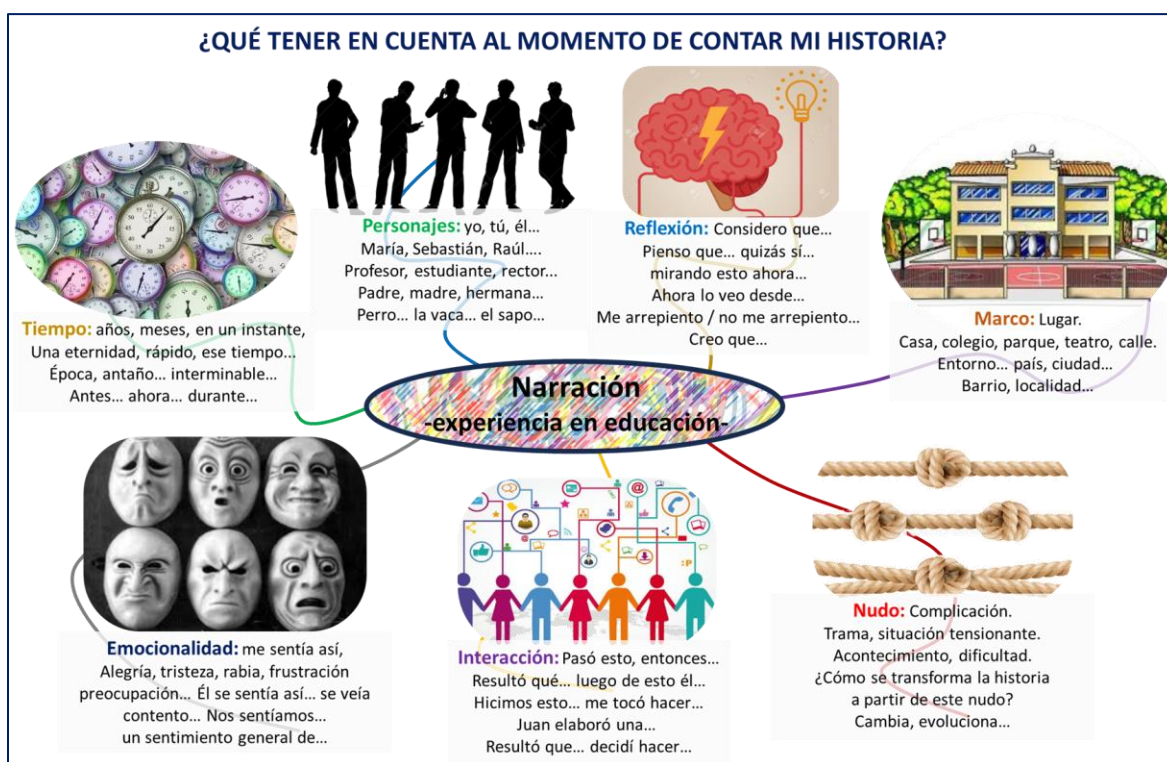 ¿QUÉ TENER EN CUENTA AL MOMENTO DE CONTAR MI HISTORIA?
Tiempo: años, meses, en un instante,
Una eternidad, rápido, ese tiempo...
Época, antaño... interminable...
Antes... ahora... durante...
Personajes: yo, tú, él...
María, Sebastián, Raúl....
Profesor, estudiante, rector...
Padre, madre, hermana...
Perro... la vaca... el sapo...
Reflexión: Considero que...
Pienso que... quizás sí...
mirando esto ahora...
Ahora lo veo desde...
Me arrepiento / no me arrepiento...
Creo que...
Marco: Lugar.
Casa, colegio, parque, teatro, calle.
Entorno... país, ciudad...
Barrio, localidad...
Narración
-experiencia en educación-
Emocionalidad: me sentía así,
Alegría, tristeza, rabia, frustración
preocupación... Él se sentía así... se veía
contento... Nos sentíamos...
un sentimiento general de...
:P
Interacción: Pasó esto, entonces...
Resultó qué... luego de esto él...
Hicimos esto... me tocó hacer...
Juan elaboró una...
Resultó que... decidí hacer...
Nudo: Complicación.
Trama, situación tensionante.
Acontecimiento, dificultad.
¿Cómo se transforma la historia
a partir de este nudo?
Cambia, evoluciona...